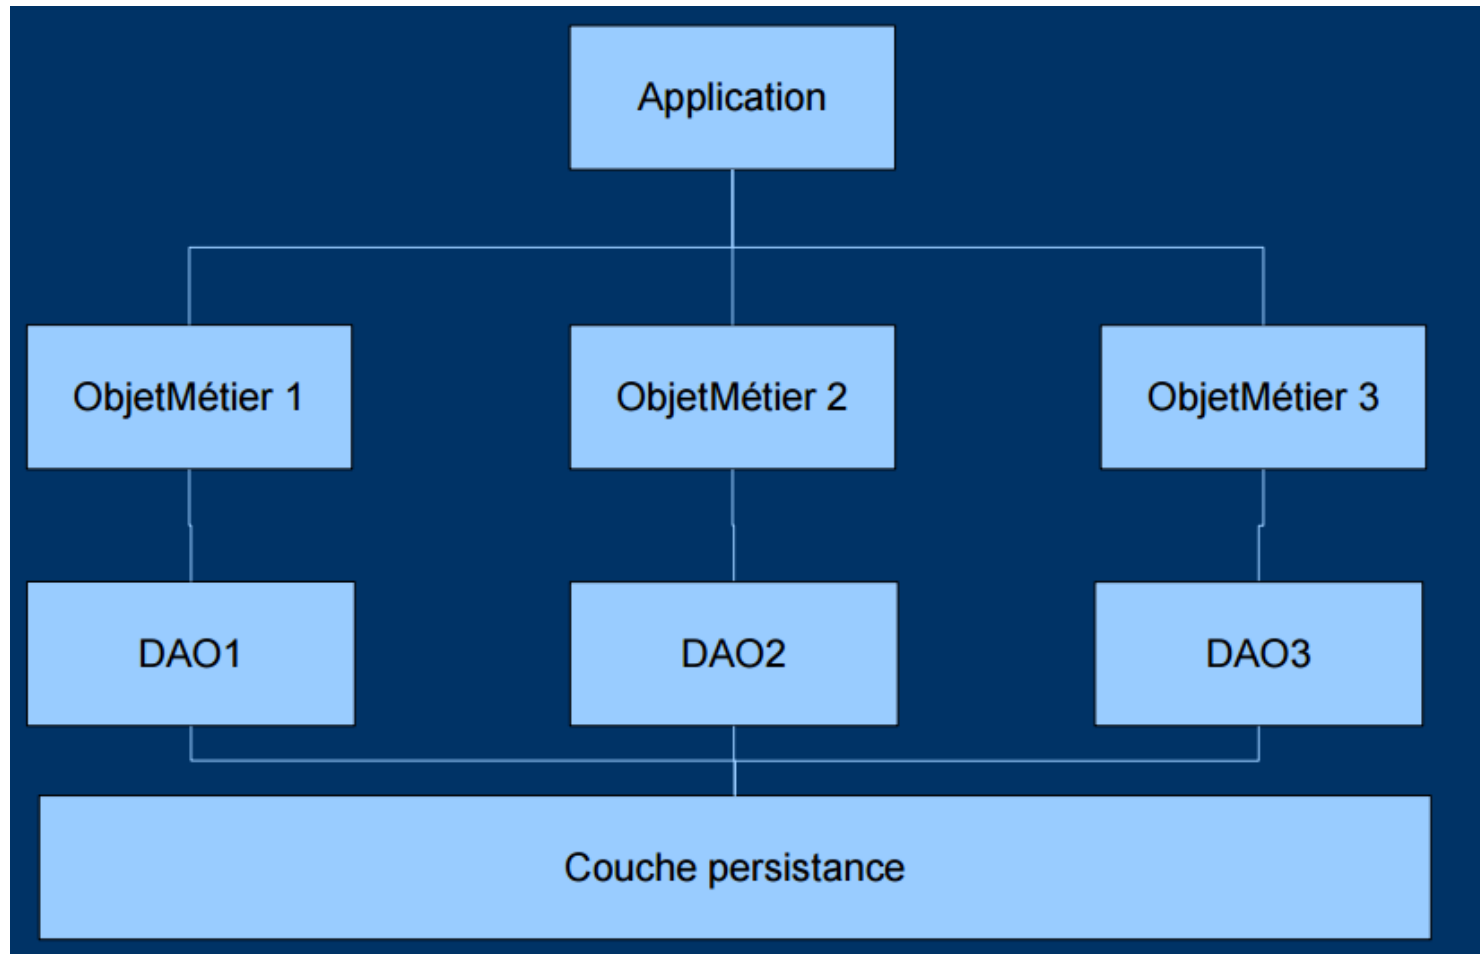 Application
ObjetMétier 1
ObjetMétier 2
ObjetMétier 3
DAO1
DAO2
DAO3
Couche persistance